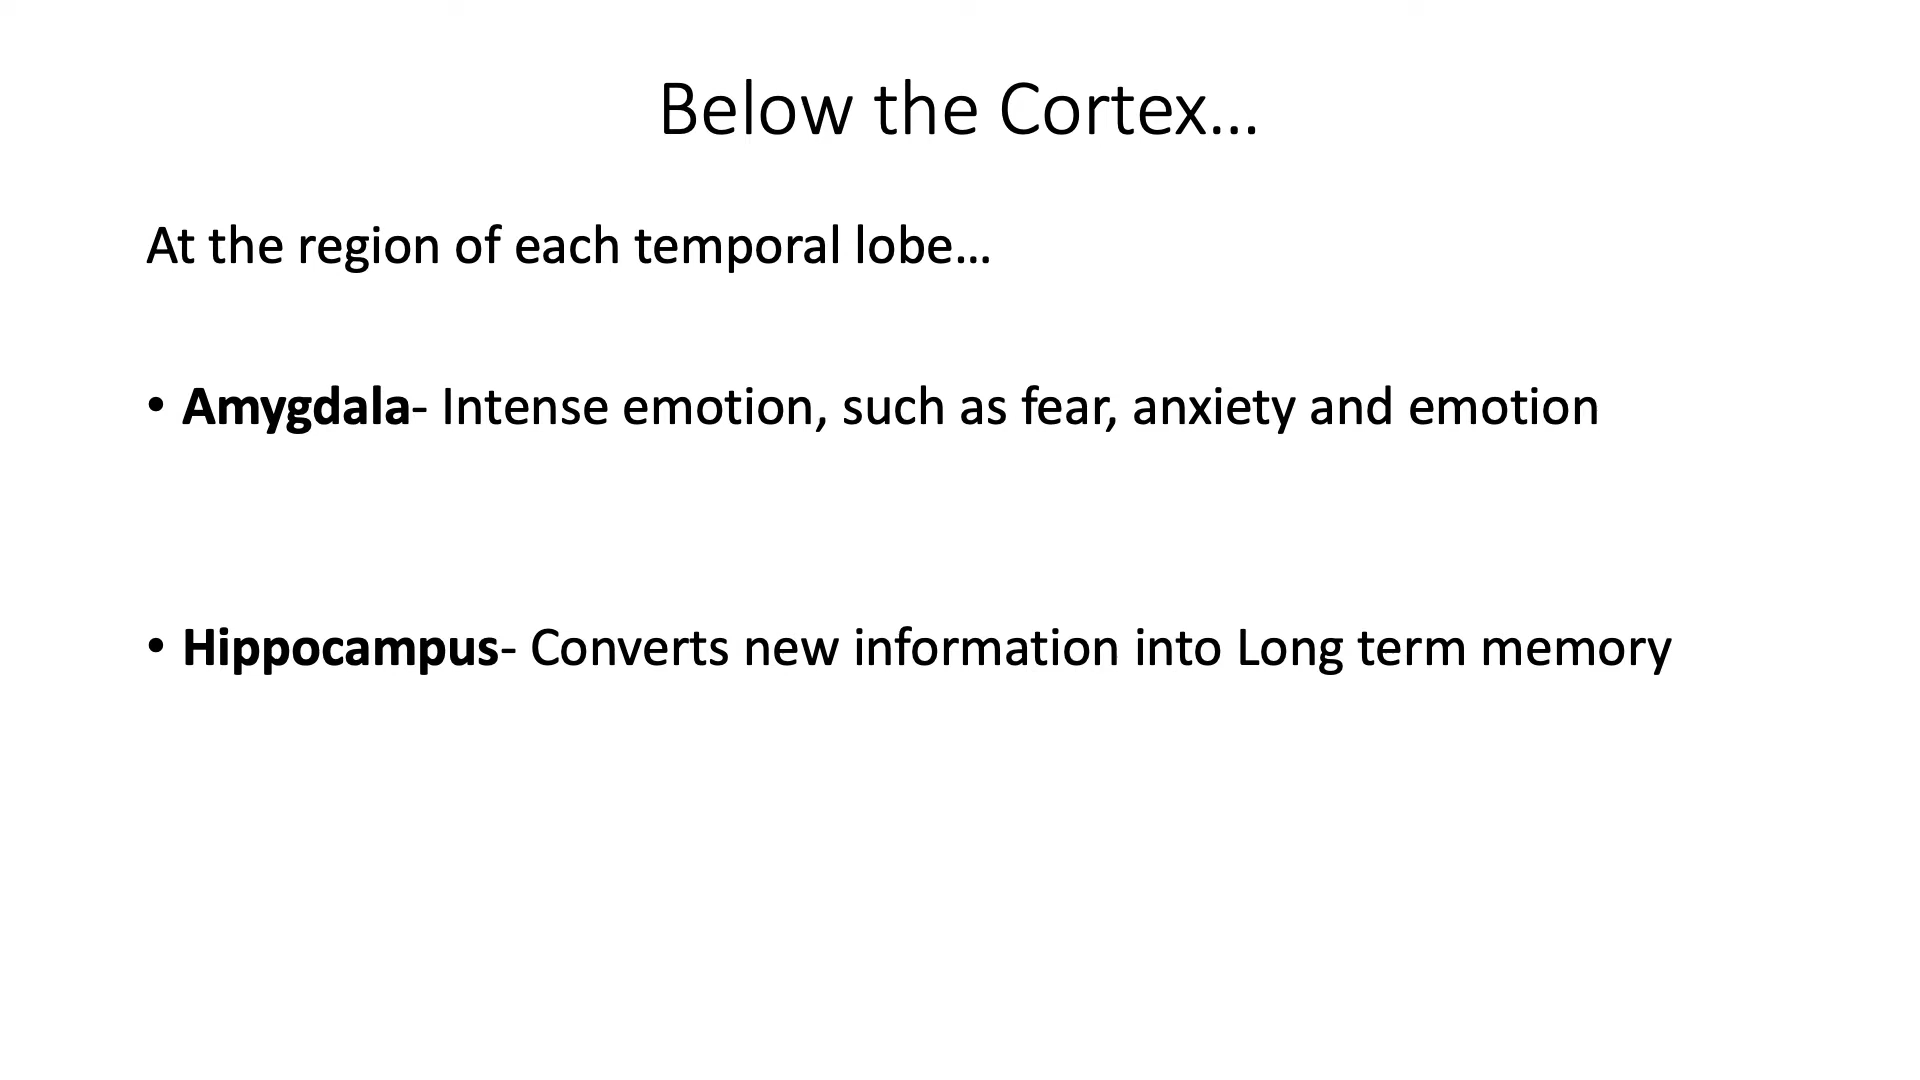 Below the Cortex…
At the region of each temporal lobe…
• Amygdala- Intense emotion, such as fear, anxiety and emotion
• Hippocampus- Converts new information into Long term memory